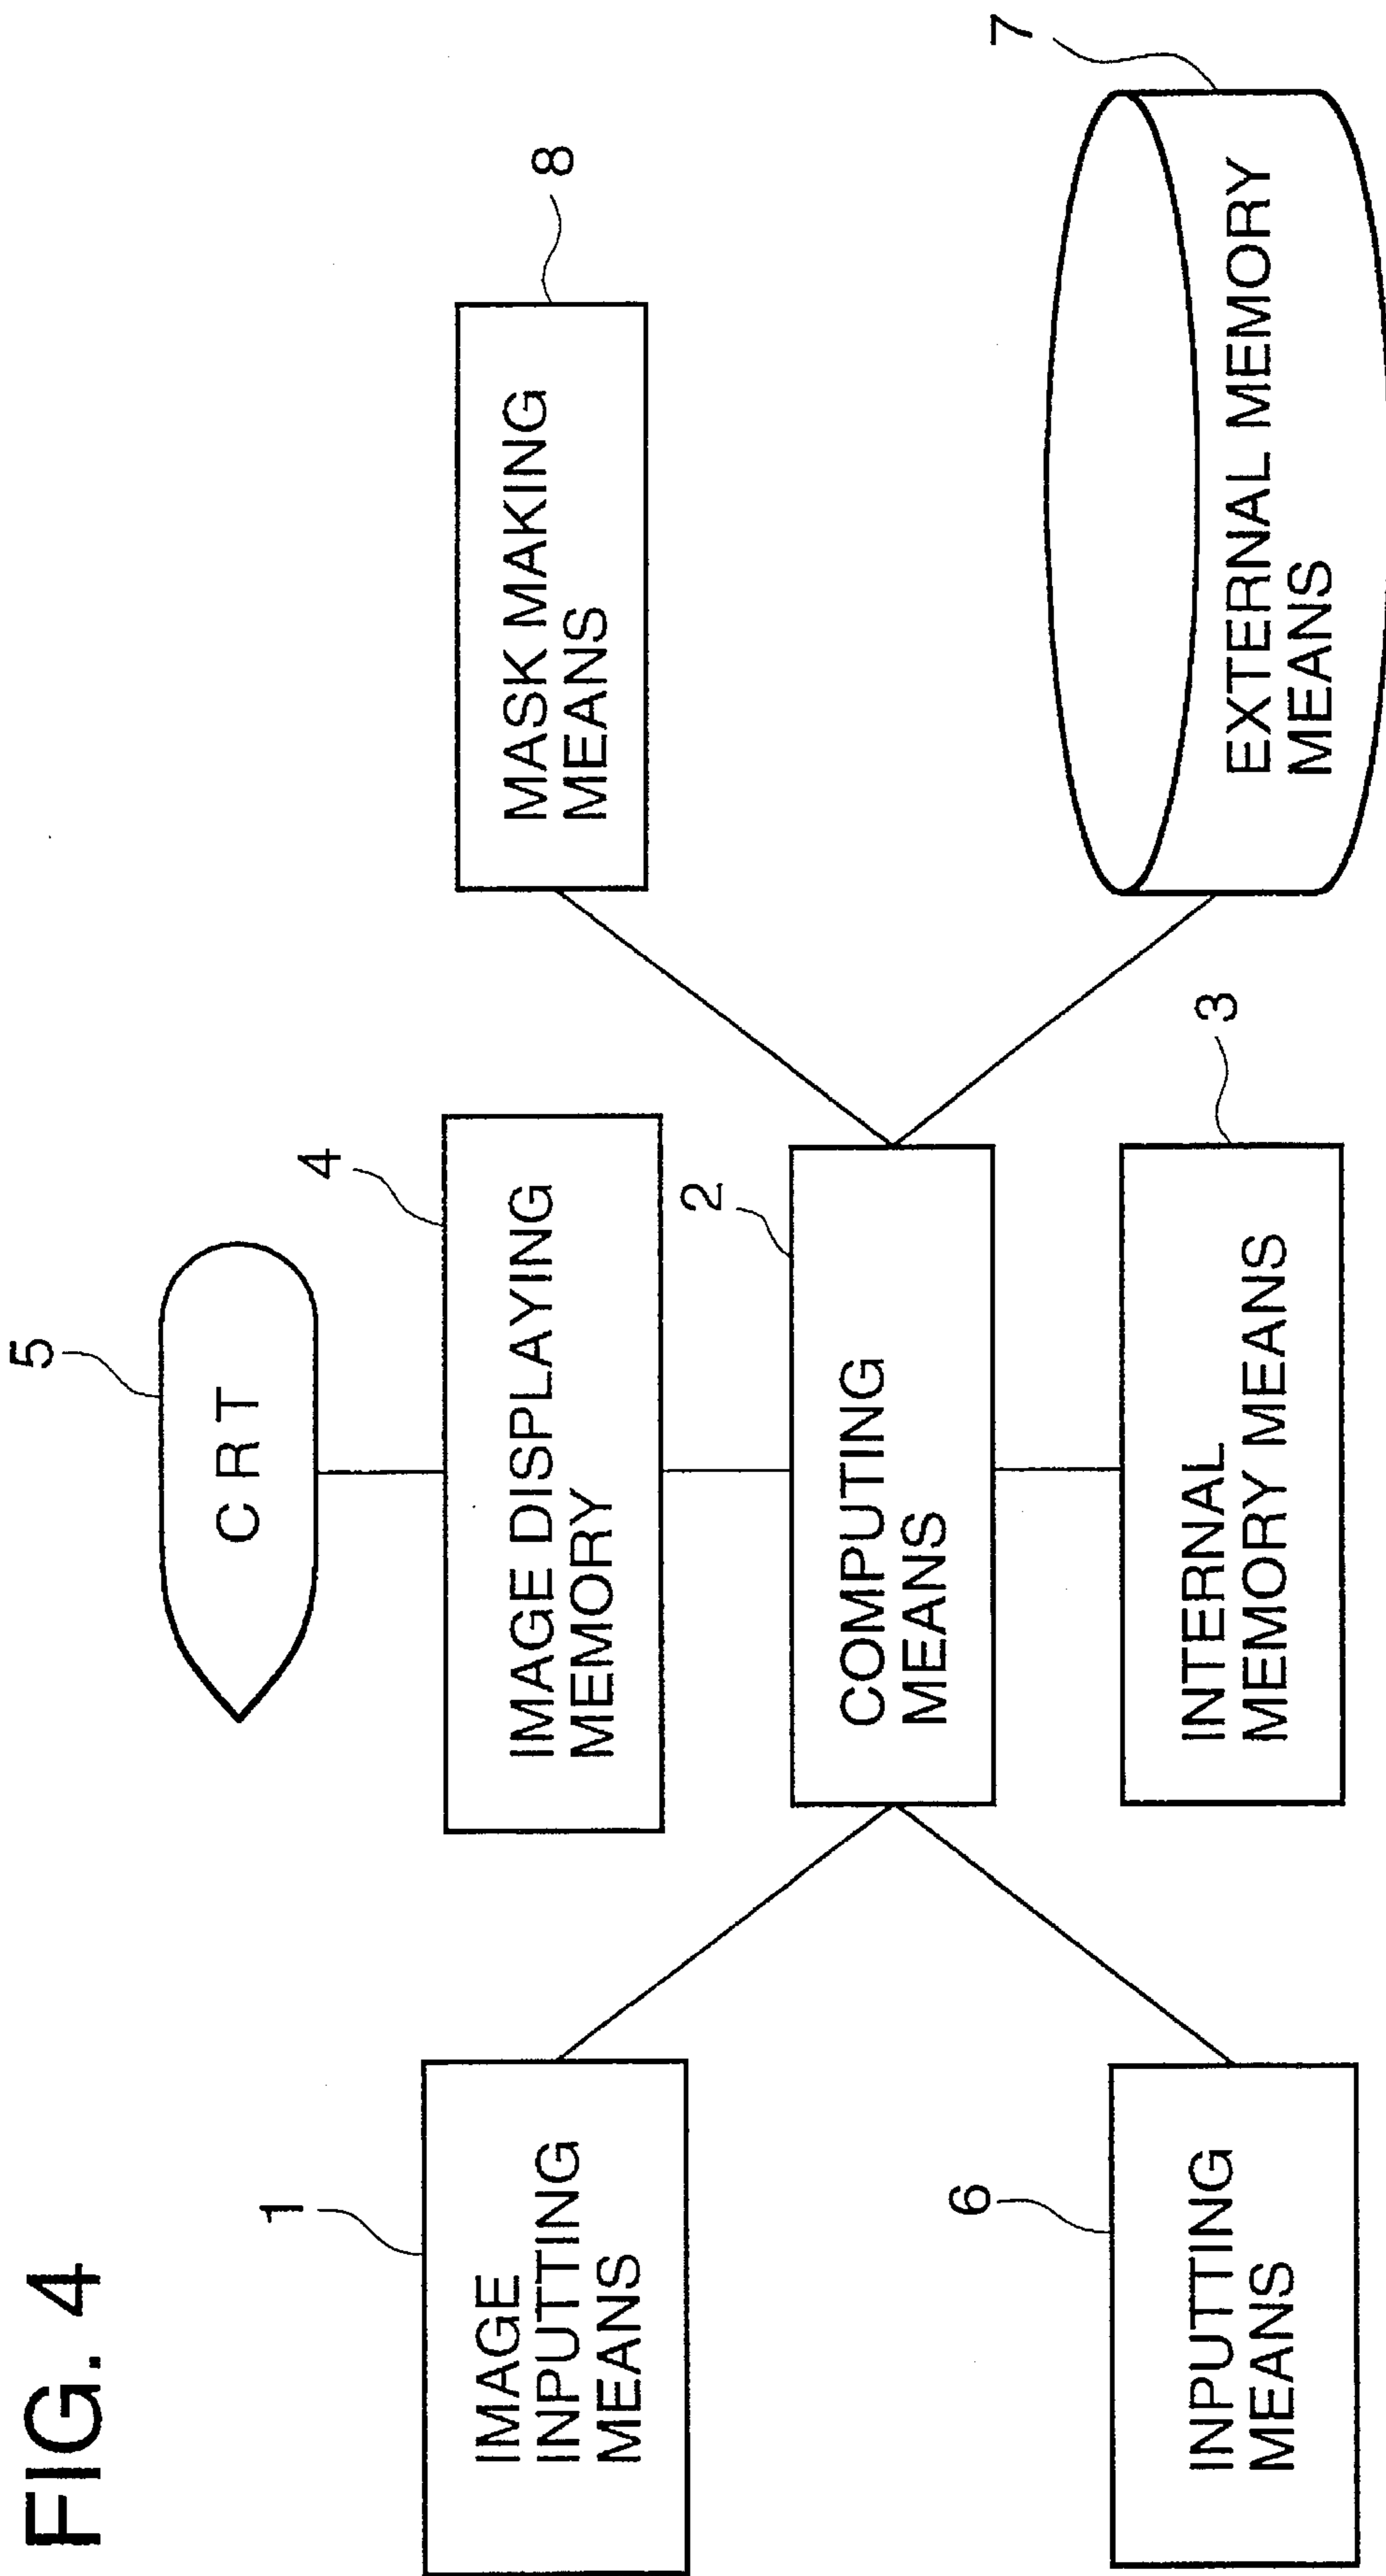 FIG. 4
5
C R T
4
IMAGE DISPLAYING
MEMORY
1
IMAGE
INPUTTING
MEANS
8
MASK MAKING
MEANS
2
COMPUTING
MEANS
6
INPUTTING
MEANS
3
INTERNAL
MEMORY MEANS
7
EXTERNAL MEMORY
MEANS